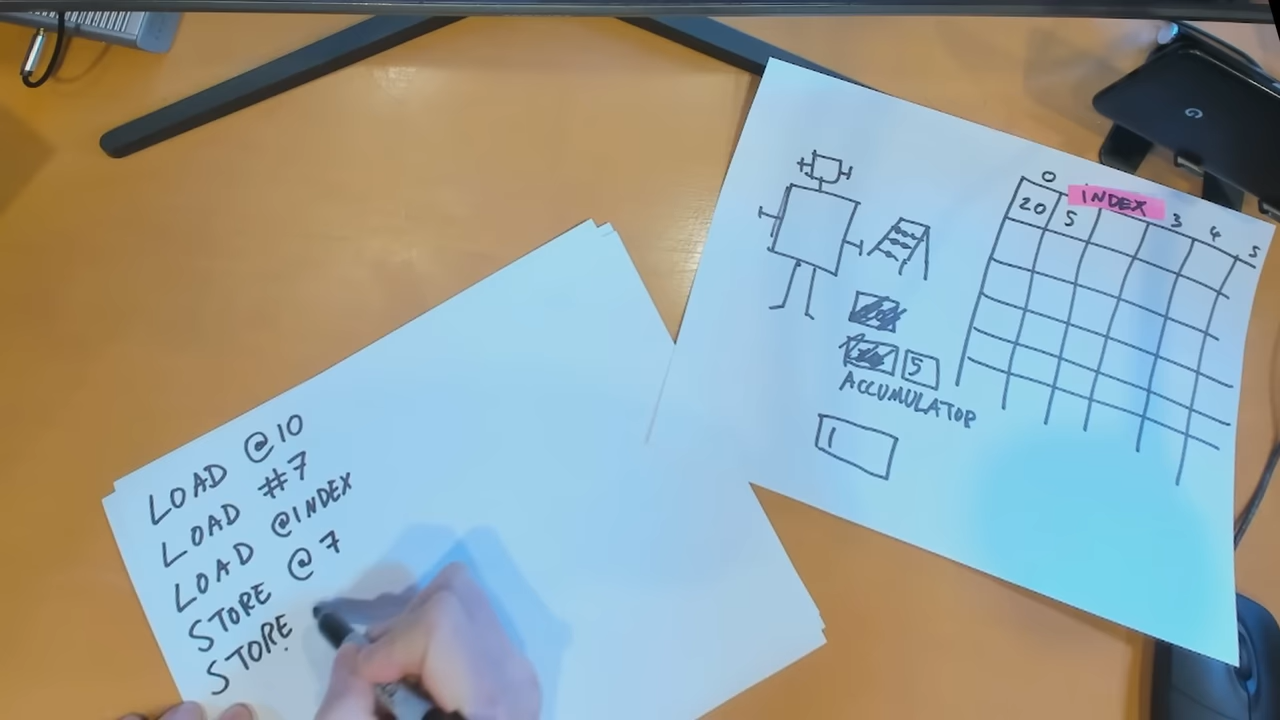 LOAD @10
LOAD #7
LOAD @INDEX
STORE @7
STORE
0 INDEX 3 4 5
20 5
5
ACCUMULATOR
1
G